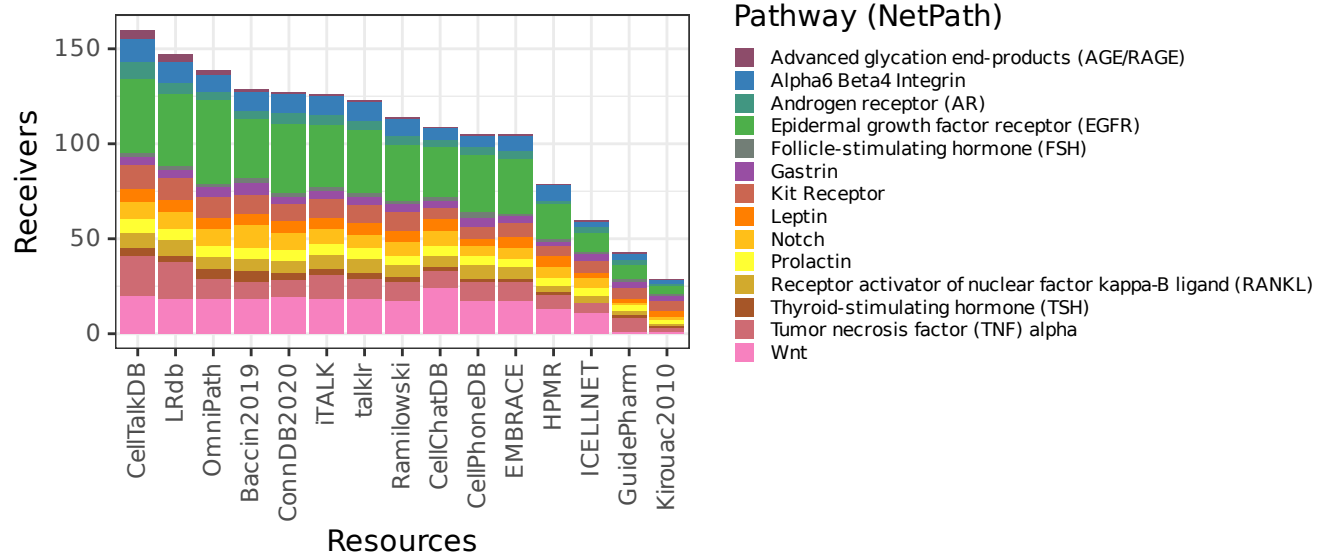 Pathway (NetPath)
Advanced glycation end-products (AGE/RAGE)
Alpha6 Beta4 Integrin
Androgen receptor (AR)
Epidermal growth factor receptor (EGFR)
Follicle-stimulating hormone (FSH)
Gastrin
Kit Receptor
Leptin
Notch
Prolactin
Receptor activator of nuclear factor kappa-B ligand (RANKL)
Thyroid-stimulating hormone (TSH)
Tumor necrosis factor (TNF) alpha
Wnt
Receivers
150
100
50
0
CellTalkDB
LRdb
OmniPath
Baccin2019
ConnDB2020
iTALK
talklr
Ramilowski
CellChatDB
CellPhoneDB
EMBRACE
HPMR
ICELLNET
GuidePharm
Kirouac2010
Resources